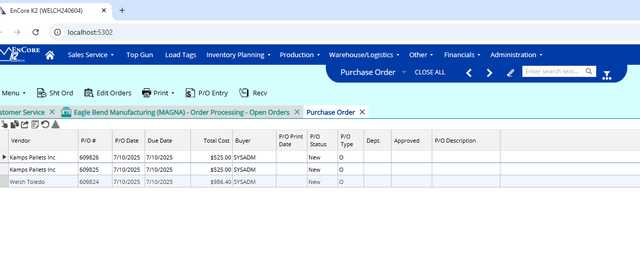 EnCore K2 (WELCH240604)
localhost:5302
ENCORE
K2
Sales Service Top Gun Load Tags Inventory Planning Production Warehouse/Logistics Other Financials Administration
Purchase Order CLOSE ALL Enter search seeq...
Menu Sht Ord Edit Orders Print P/O Entry Recv
stomer Service Eagle Bend Manufacturing (MAGNA) - Order Processing - Open Orders Purchase Order
Vendor P/O # P/O Date Due Date Total Cost Buyer P/O Print Date P/O Status P/O Type Dept. Approved P/O Description
Kamps Pallets Inc 609826 7/10/2025 7/10/2025 $525.00 SYSADM New O
Kamps Pallets Inc 609825 7/10/2025 7/10/2025 $525.00 SYSADM New O
Welsh Toledo 609824 7/10/2025 7/10/2025 $986.40 SYSADM New O